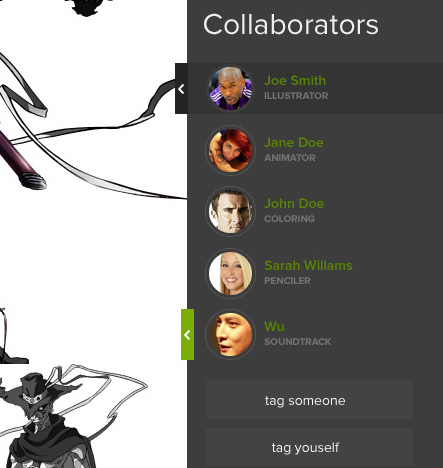 Collaborators
Joe Smith
ILLUSTRATOR
Jane Doe
ANIMATOR
John Doe
COLORING
Sarah Willams
PENCILER
Wu
SOUNDTRACK
tag someone
tag youself